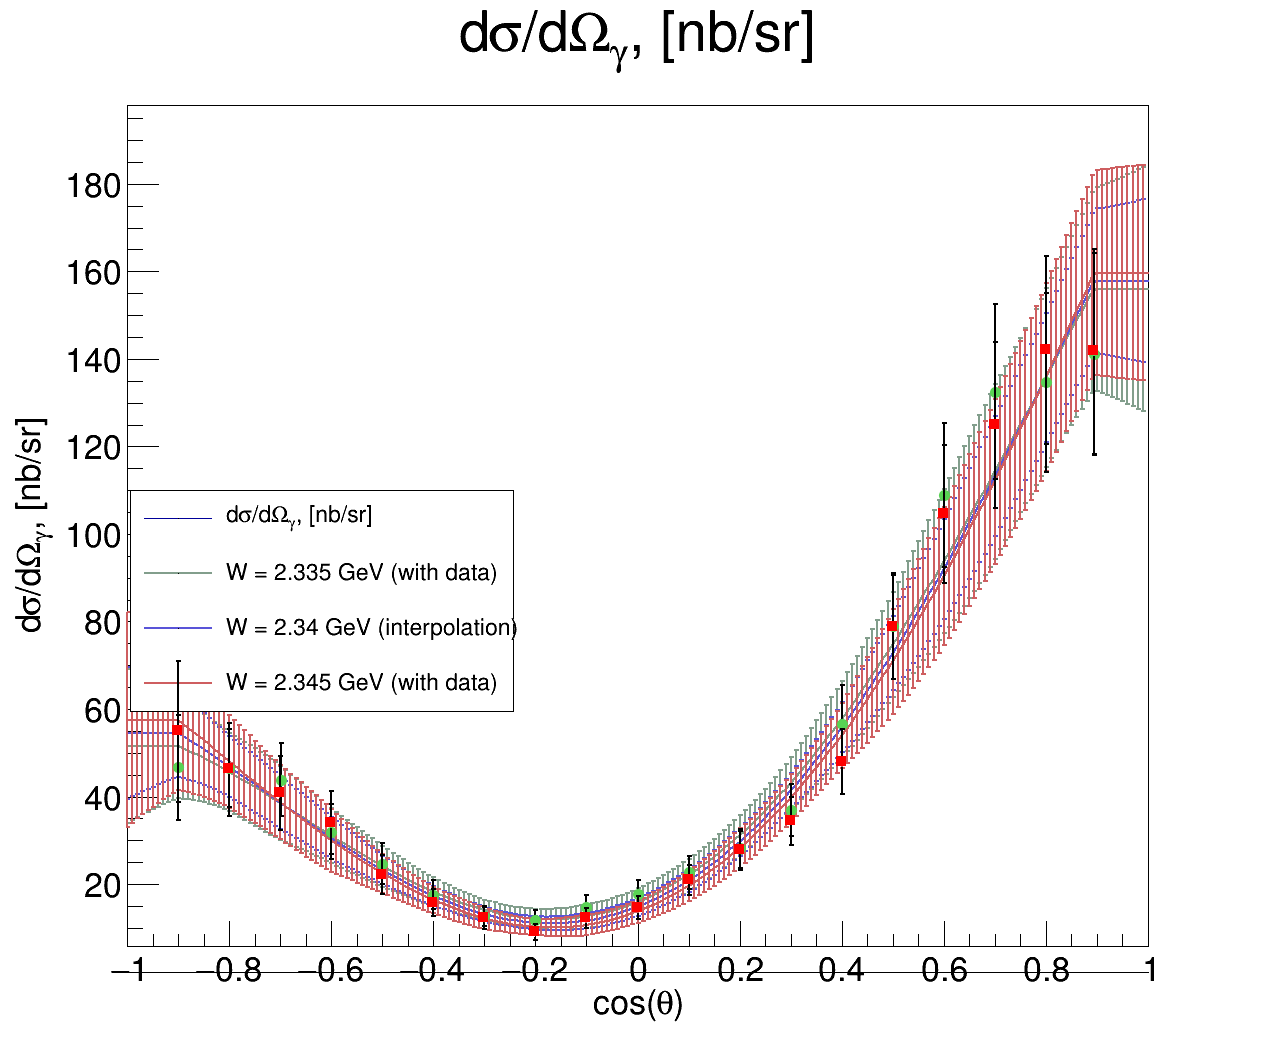 dσ/dΩγ, [nb/sr]
dσ/dΩγ, [nb/sr]
180
160
140
120
100
80
60
40
20
dσ/dΩγ, [nb/sr]
W = 2.335 GeV (with data)
W = 2.34 GeV (interpolation)
W = 2.345 GeV (with data)
−1 −0.8 −0.6 −0.4 −0.2 0 0.2 0.4 0.6 0.8 1
cos(θ)